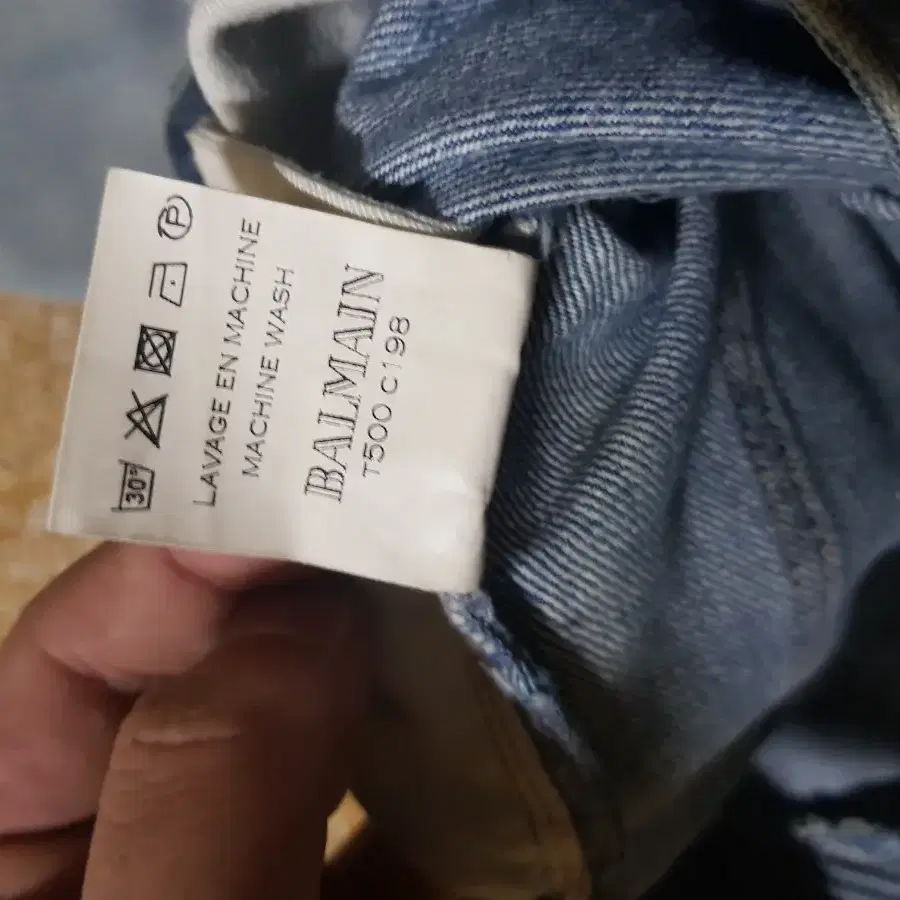 30°
P
LAVAGE EN MACHINE
MACHINE WASH
BALMAIN
T500 C198